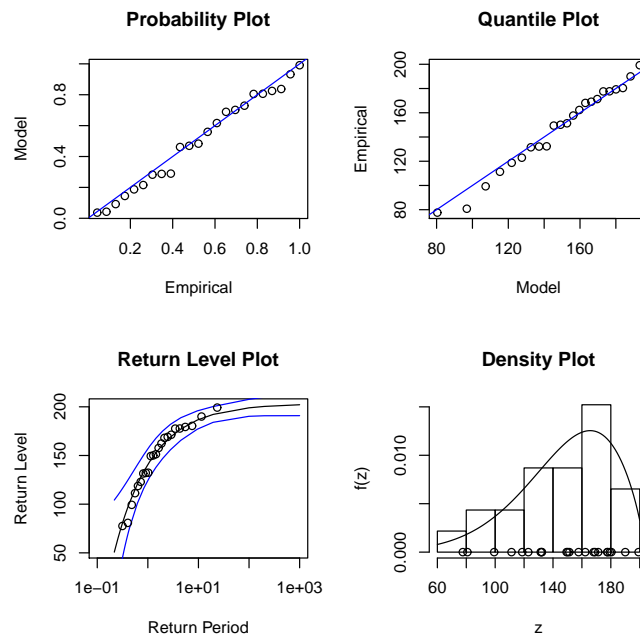 Probability Plot
Model
0.0 0.4 0.8
0.2 0.4 0.6 0.8 1.0
Empirical
Quantile Plot
Empirical
80 120 160 200
80 120 160
Model
Return Level Plot
Return Level
50 100 150 200
1e−01 1e+01 1e+03
Return Period
Density Plot
f(z)
0.000 0.010
60 100 140 180
z